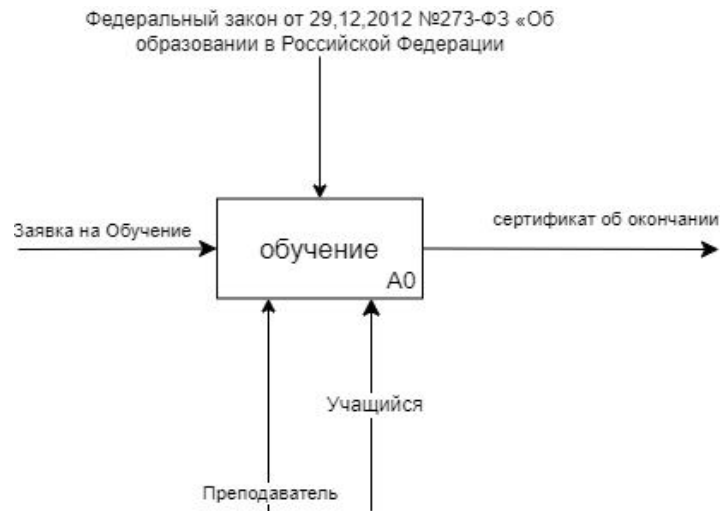 Федеральный закон от 29,12,2012 №273-ФЗ «Об
образовании в Российской Федерации
Заявка на Обучение
обучение
A0
сертификат об окончании
Учащийся
Преподаватель